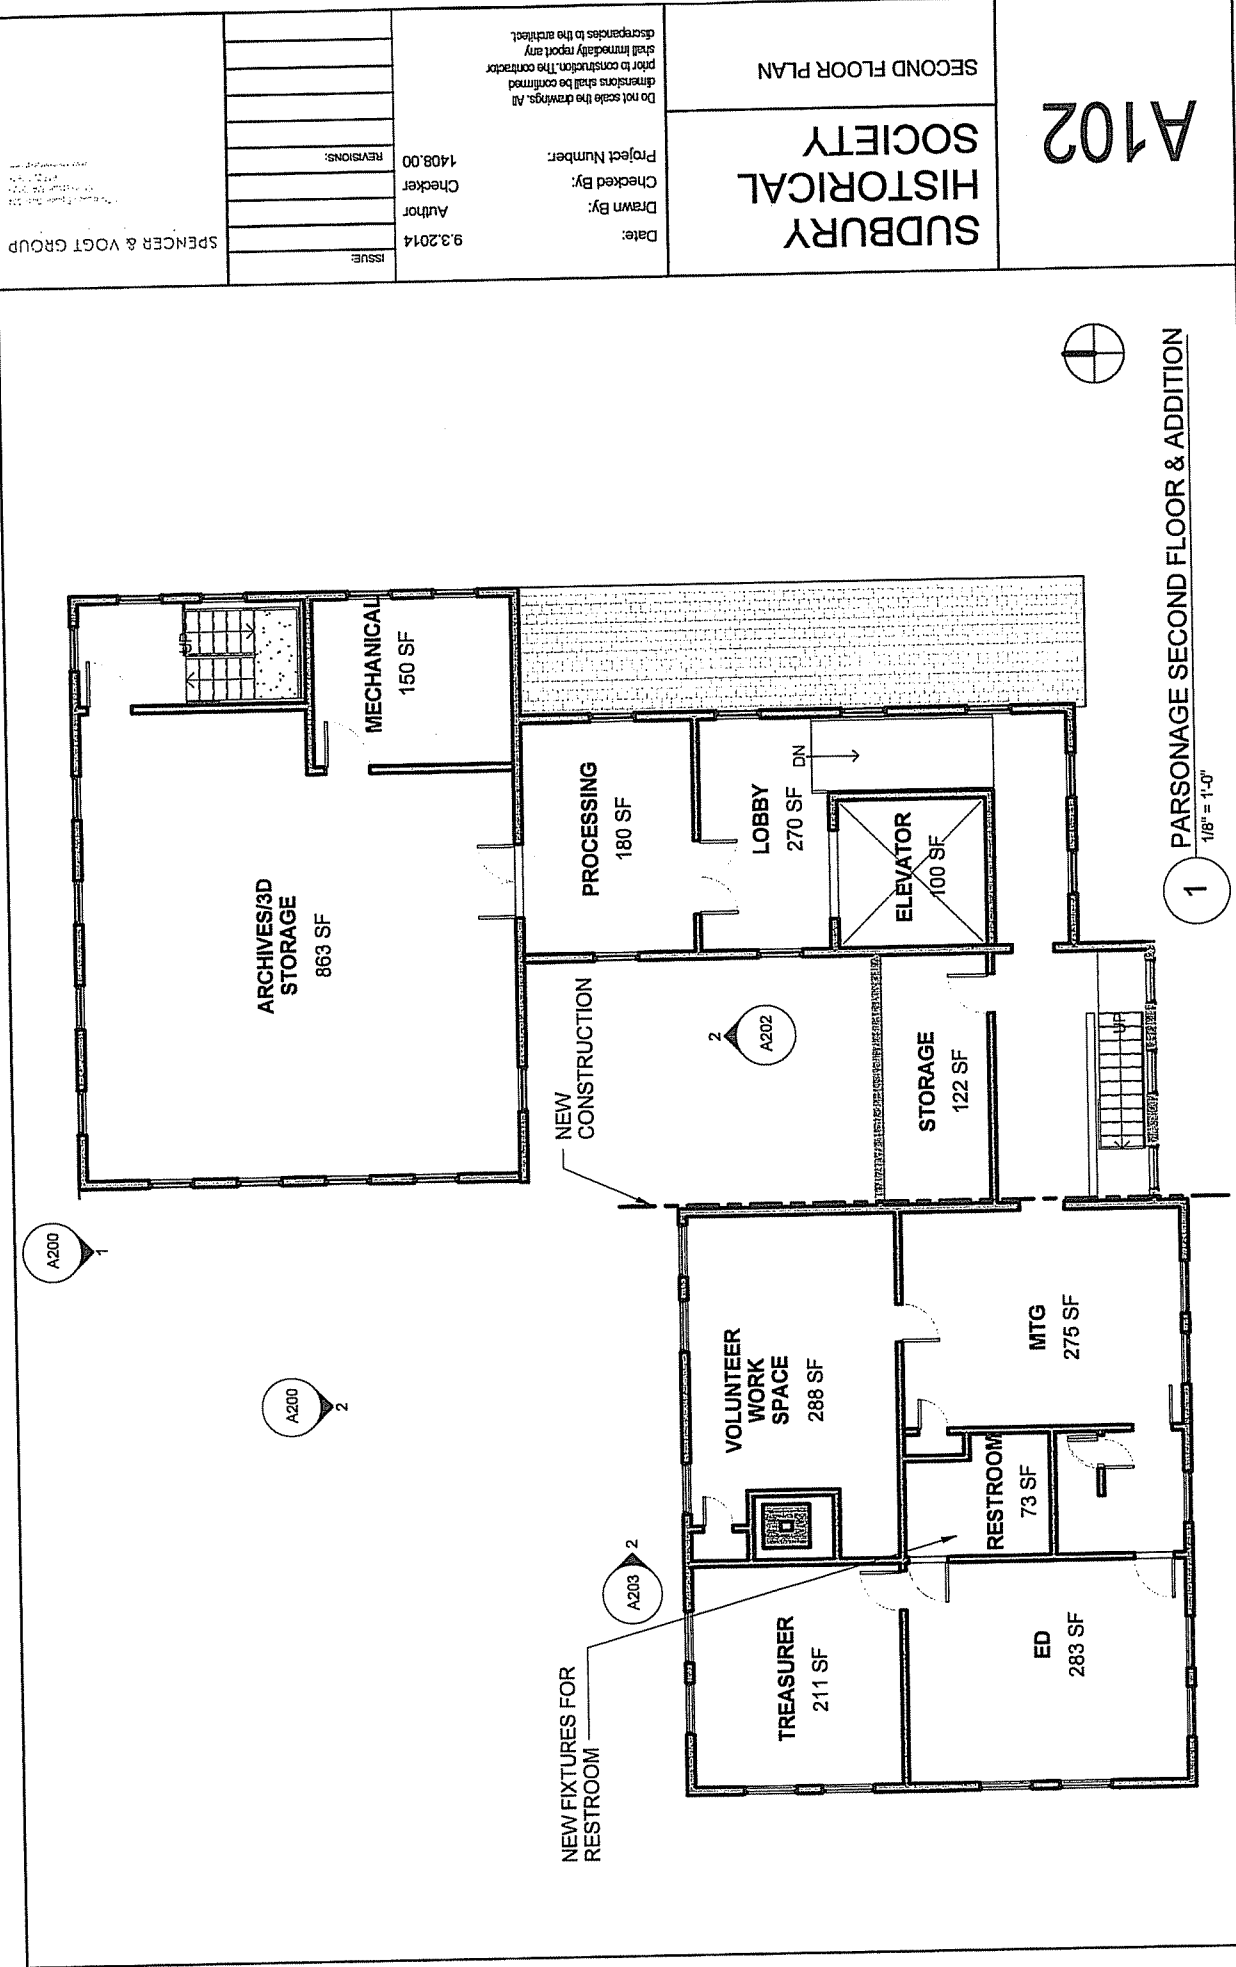 SPENCER & VOGT GROUP
ISSUE:
REVISIONS:
Date: 9.3.2014
Drawn By: Author
Checked By: Checker
Project Number: 1408.00
Do not scale the drawings. All
dimensions shall be confirmed
prior to construction. The contractor
shall immediatly report any
discrepancies to the architect.
SUDBURY
HISTORICAL
SOCIETY
SECOND FLOOR PLAN
A102
A200
1
A200
2
A203
2
A202
2
ARCHIVES/3D
STORAGE
863 SF
UP
MECHANICAL
150 SF
PROCESSING
180 SF
LOBBY
270 SF
DN
ELEVATOR
100 SF
NEW
CONSTRUCTION
STORAGE
122 SF
UP
VOLUNTEER
WORK
SPACE
288 SF
MTG
275 SF
RESTROOM
73 SF
NEW FIXTURES FOR
RESTROOM
TREASURER
211 SF
ED
283 SF
1
PARSONAGE SECOND FLOOR & ADDITION
1/8" = 1'-0"